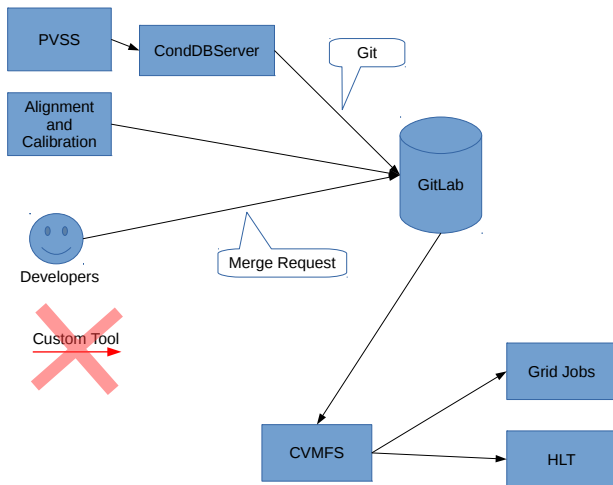 PVSS
CondDBServer
Git
Alignment
and
Calibration
GitLab
Developers
Merge Request
Custom Tool
Grid Jobs
CVMFS
HLT